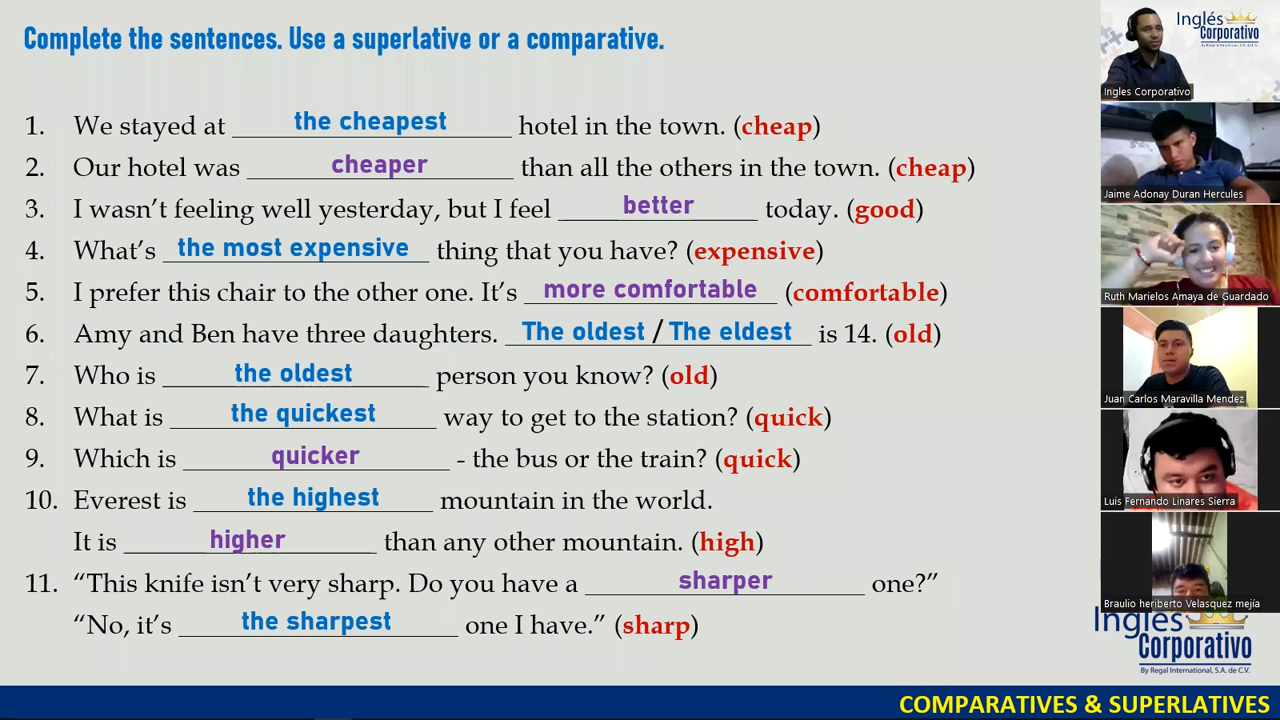 Complete the sentences. Use a superlative or a comparative.
1. We stayed at the cheapest hotel in the town. (cheap)
2. Our hotel was cheaper than all the others in the town. (cheap)
3. I wasn’t feeling well yesterday, but I feel better today. (good)
4. What’s the most expensive thing that you have? (expensive)
5. I prefer this chair to the other one. It’s more comfortable (comfortable)
6. Amy and Ben have three daughters. The oldest / The eldest is 14. (old)
7. Who is the oldest person you know? (old)
8. What is the quickest way to get to the station? (quick)
9. Which is quicker - the bus or the train? (quick)
10. Everest is the highest mountain in the world.
It is higher than any other mountain. (high)
11. “This knife isn’t very sharp. Do you have a sharper one?”
“No, it’s the sharpest one I have.” (sharp)
Inglés
Corporativo
Ingles Corporativo
Jaime Adonay Duran Hercules
Ruth Marielos Amaya de Guardado
Juan Carlos Maravilla Mendez
Luis Fernando Linares Sierra
Braulio heriberto Velasquez mejía
Inglés
Corporativo
By Regal International, S.A. de C.V.
COMPARATIVES & SUPERLATIVES